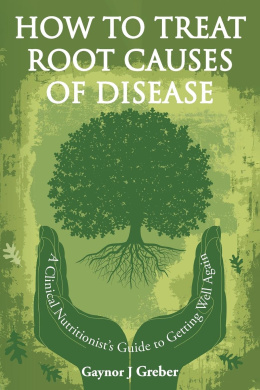 HOW TO TREAT
ROOT CAUSES
OF DISEASE
A Clinical Nutritionist's Guide to Getting Well Again
Gaynor J Greber